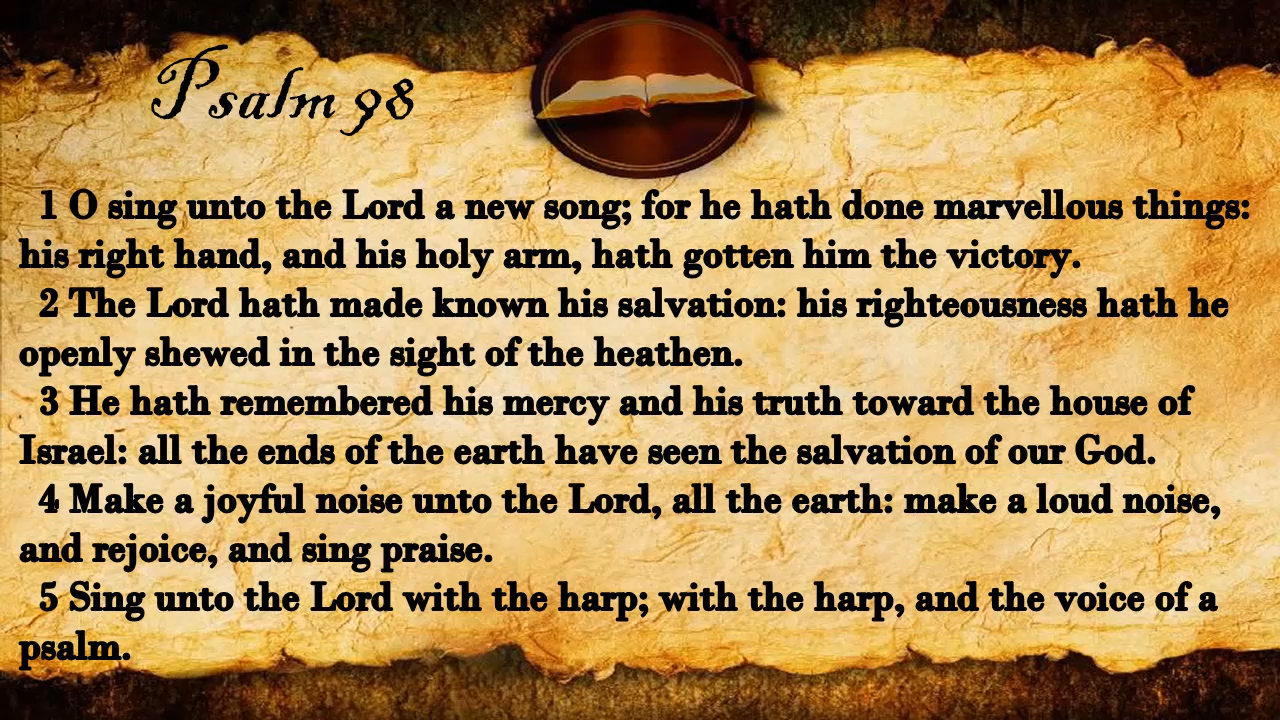 Psalm 98
1 O sing unto the Lord a new song; for he hath done marvellous things:
his right hand, and his holy arm, hath gotten him the victory.
2 The Lord hath made known his salvation: his righteousness hath he
openly shewed in the sight of the heathen.
3 He hath remembered his mercy and his truth toward the house of
Israel: all the ends of the earth have seen the salvation of our God.
4 Make a joyful noise unto the Lord, all the earth: make a loud noise,
and rejoice, and sing praise.
5 Sing unto the Lord with the harp; with the harp, and the voice of a
psalm.